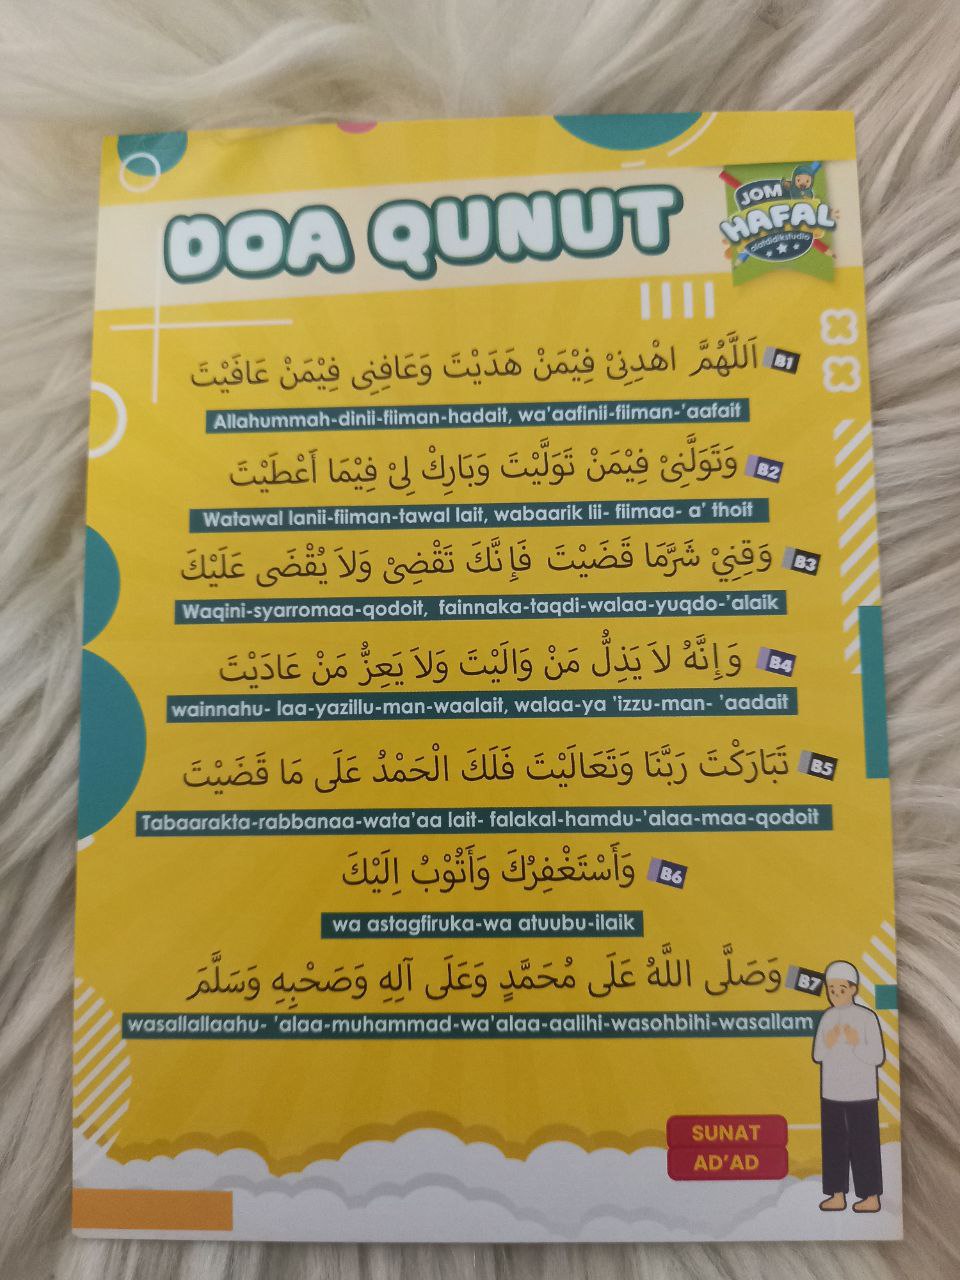 DOA QUNUT
JOM
HAFAL
alatdidikstudio
اَللَّهُمَّ اهْدِنِيْ فِيْمَنْ هَدَيْتَ وَعَافِنِى فِيْمَنْ عَافَيْتَ B1
Allahummah-dinii-fiiman-hadait, wa'aafinii-fiiman-'aafait
وَتَوَلَّنِىْ فِيْمَنْ تَوَلَّيْتَ وَبَارِكْ لِىْ فِيْمَا أَعْطَيْتَ B2
Watawal lanii-fiiman-tawal lait, wabaarik lii- fiimaa- a' thoit
وَقِنِيْ شَرَّمَا قَضَيْتَ فَإِنَّكَ تَقْضِىْ وَلاَ يُقْضَى عَلَيْكَ B3
Waqini-syarromaa-qodoit, fainnaka-taqdi-walaa-yuqdo-'alaik
وَإِنَّهُ لاَ يَذِلُّ مَنْ وَالَيْتَ وَلاَ يَعِزُّ مَنْ عَادَيْتَ B4
wainnahu- laa-yazillu-man-waalait, walaa-ya 'izzu-man- 'aadait
تَبَارَكْتَ رَبَّنَا وَتَعَالَيْتَ فَلَكَ الْحَمْدُ عَلَى مَا قَضَيْتَ B5
Tabaarakta-rabbanaa-wata'aa lait- falakal-hamdu-'alaa-maa-qodoit
وَأَسْتَغْفِرُكَ وَأَتُوْبُ اِلَيْكَ B6
wa astagfiruka-wa atuubu-ilaik
وَصَلَّى اللَّهُ عَلَى مُحَمَّدٍ وَعَلَى آلِهِ وَصَحْبِهِ وَسَلَّمَ B7
wasallallaahu- 'alaa-muhammad-wa'alaa-aalihi-wasohbihi-wasallam
SUNAT
AD'AD